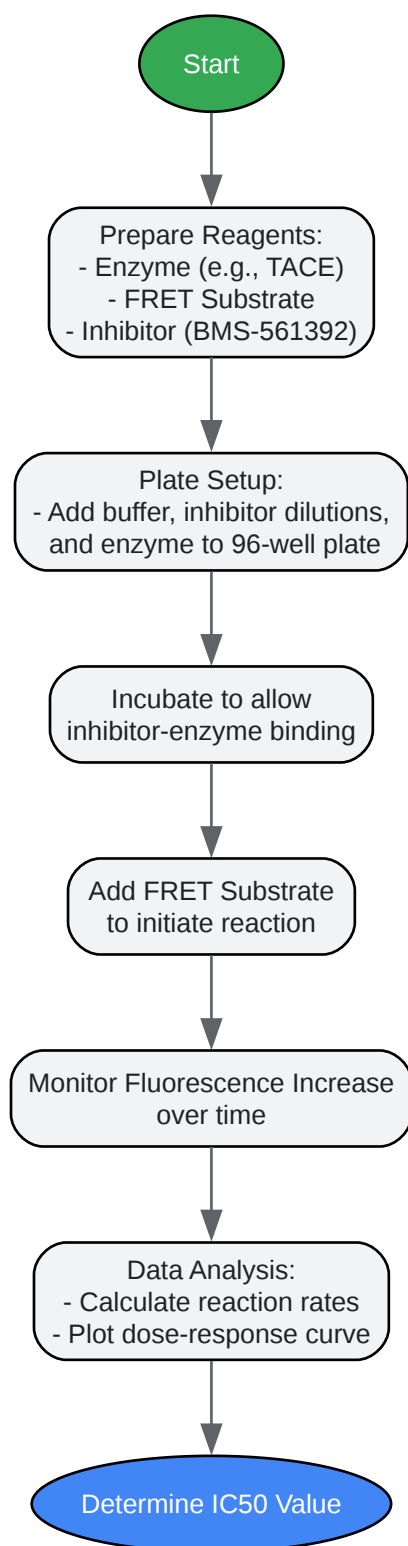 Start
Prepare Reagents:
- Enzyme (e.g., TACE)
- FRET Substrate
- Inhibitor (BMS-561392)
Plate Setup:
- Add buffer, inhibitor dilutions,
and enzyme to 96-well plate
Incubate to allow
inhibitor-enzyme binding
Add FRET Substrate
to initiate reaction
Monitor Fluorescence Increase
over time
Data Analysis:
- Calculate reaction rates
- Plot dose-response curve
Determine IC50 Value